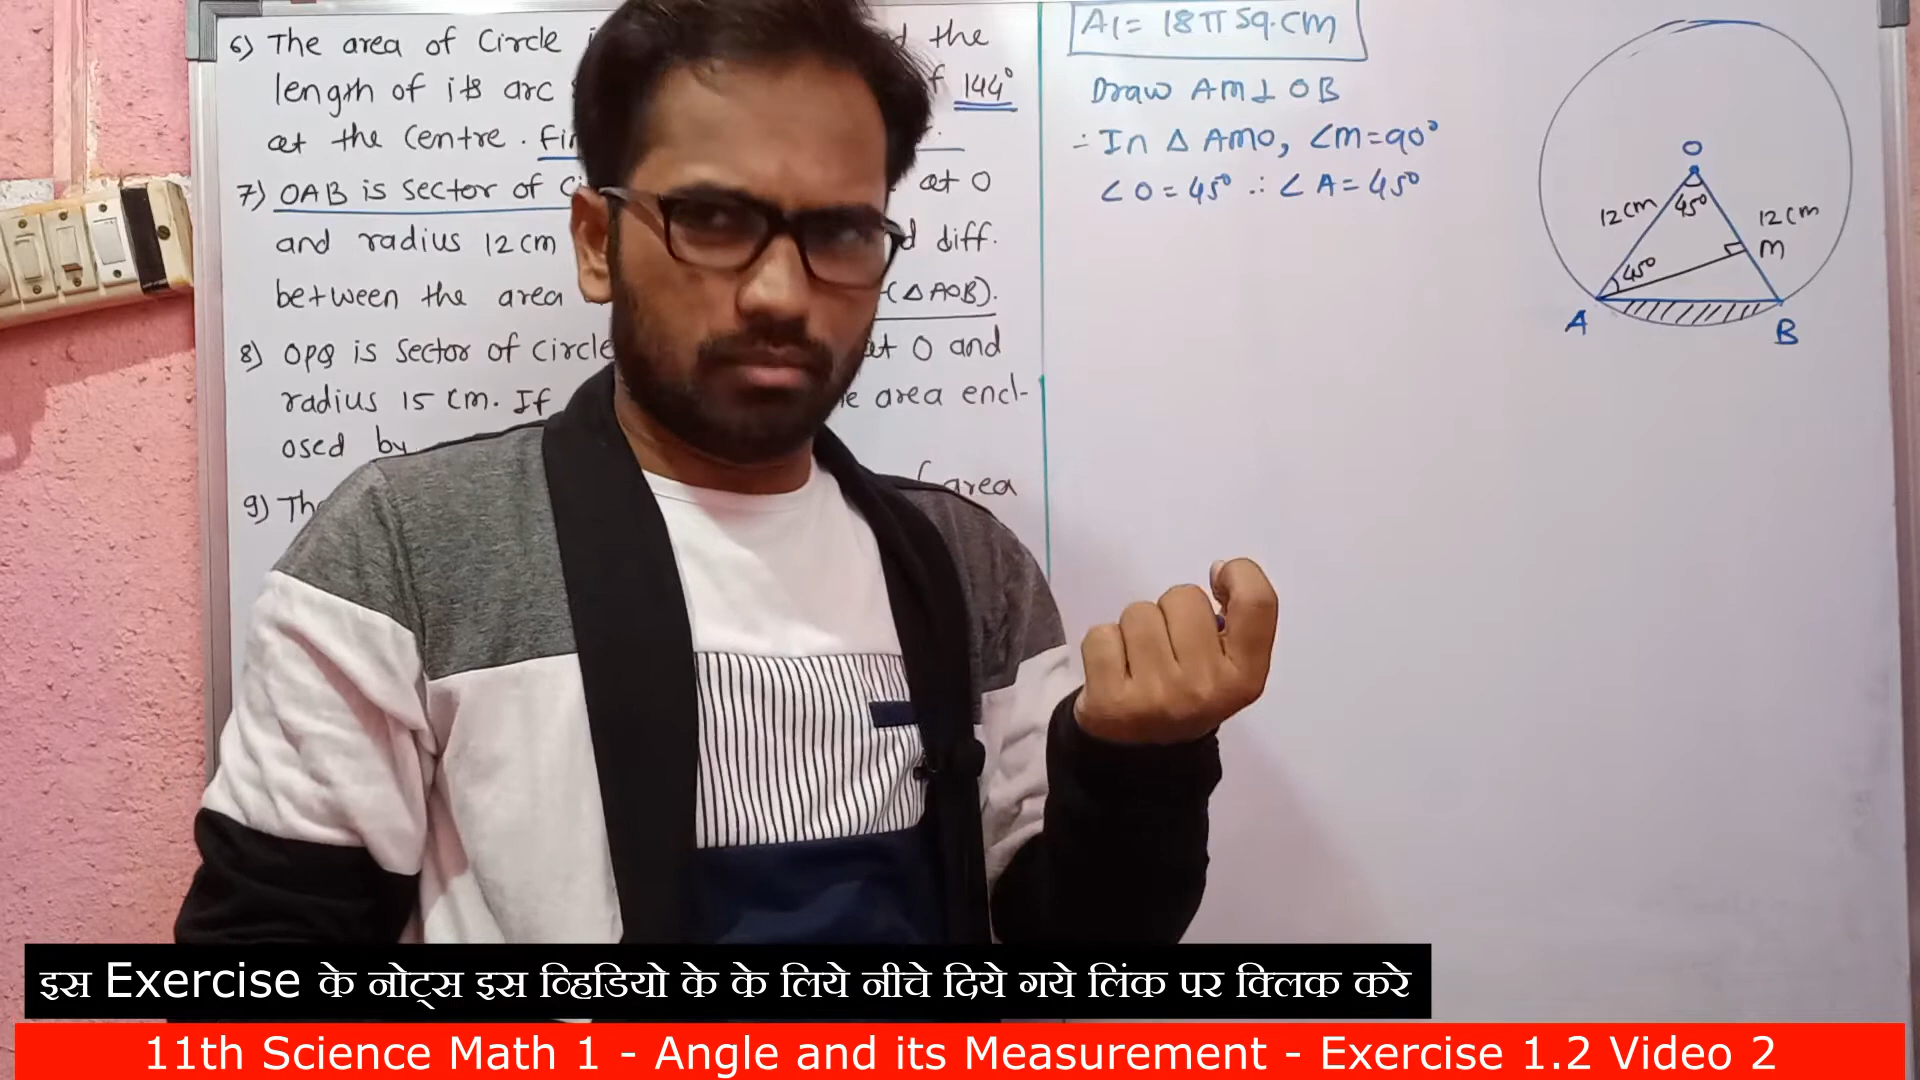 6) The area of Circle the
length of its arc 144°
at the centre.
7) OAB is sector of at O
and radius 12 cm diff.
between the area (△AOB).
8) OPQ is sector of circle at O and
radius 15 cm. If area encl-
osed by
9) area
A1 = 18π sq.cm
Draw AM⊥ OB
∴ In △ AMO, ∠M=90°
∠O = 45° ∴ ∠A = 45°
O
45°
12 cm
12 cm
M
45°
A
B
इस Exercise के नोट्स इस व्हिडियो के के लिये नीचे दिये गये लिंक पर क्लिक करे
11th Science Math 1 - Angle and its Measurement - Exercise 1.2 Video 2